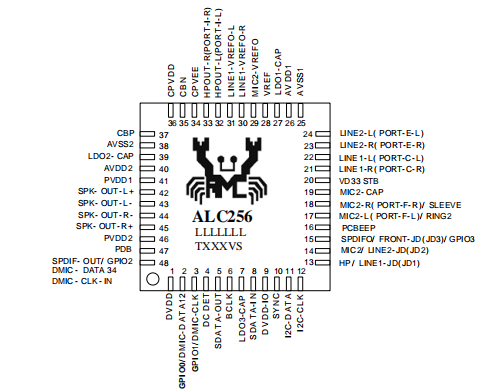 CPVDD
CBN
CPVEE
HPOUT-R(PORT-I-R)
HPOUT-L(PORT-I-L)
LINE1-VREFO-L
LINE1-VREFO-R
MIC2-VREFO
VREF
LDO1-CAP
AVDD1
AVSS1
36 35 34 33 32 31 30 29 28 27 26 25
CBP 37
AVSS2 38
LDO2- CAP 39
AVDD2 40
PVDD1 41
SPK- OUT-L+ 42
SPK- OUT-L- 43
SPK- OUT-R- 44
SPK- OUT-R+ 45
PVDD2 46
PDB 47
SPDIF- OUT/ GPIO2 48
DMIC- DATA 34
DMIC- CLK-IN
ALC256
LLLLLLL
TXXXVS
24 LINE2-L( PORT-E-L)
23 LINE2-R( PORT-E-R)
22 LINE1-L( PORT-C-L)
21 LINE1-R( PORT-C-R)
20 VD33 STB
19 MIC2- CAP
18 MIC2-R( PORT-F-R)/ SLEEVE
17 MIC2-L( PORT-F-L)/ RING2
16 PCBEEP
15 SPDIFO/ FRONT-JD(JD3)/ GPIO3
14 MIC2/ LINE2-JD(JD2)
13 HP/ LINE1-JD(JD1)
1 2 3 4 5 6 7 8 9 10 11 12
DVDD
GPIO0/DMIC-DATA12
GPIO1/DMIC-CLK
DC DET
SDATA-OUT
BCLK
LDO3-CAP
SDATA-IN
DVDD-IO
SYNC
I2C-DATA
I2C-CLK